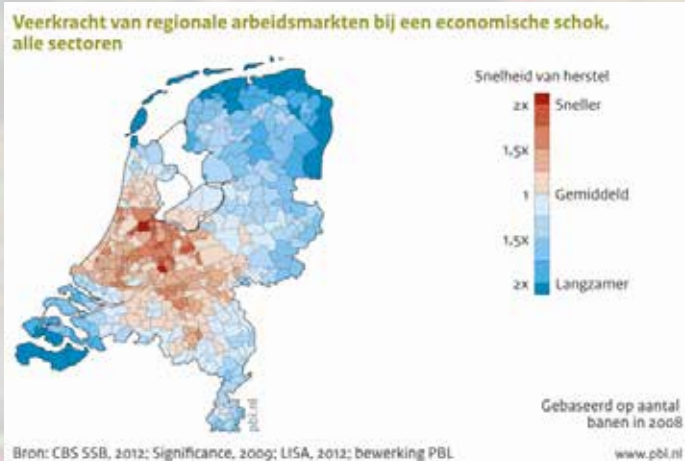 Veerkracht van regionale arbeidsmarkten bij een economische schok,
alle sectoren
Snelheid van herstel
2x Sneller
1,5x
1 Gemiddeld
1,5x
2x Langzamer
pbl.nl
Gebaseerd op aantal
banen in 2008
Bron: CBS SSB, 2012; Significance, 2009; LISA, 2012; bewerking PBL
www.pbl.nl